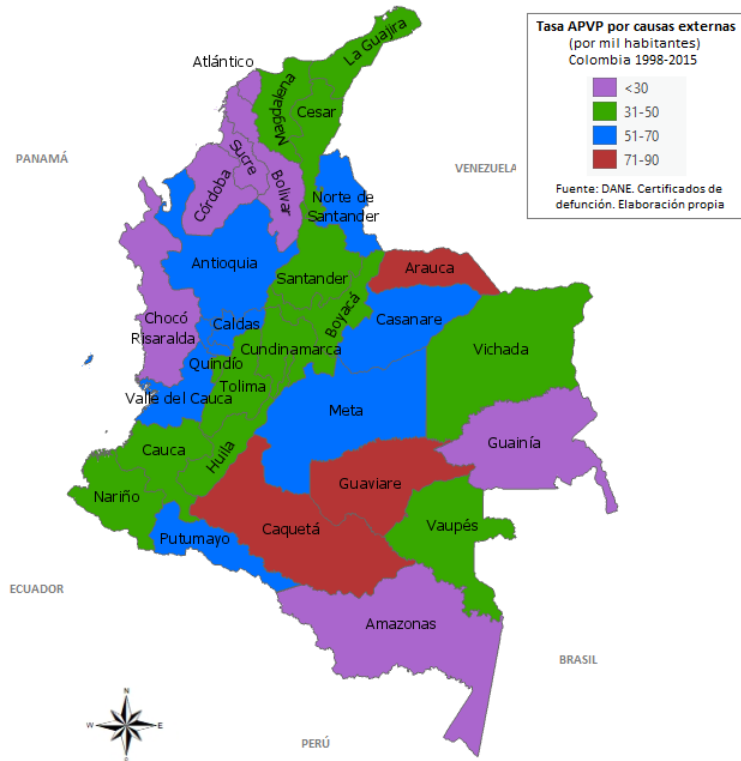 Tasa APVP por causas externas
(por mil habitantes)
Colombia 1998-2015
<30
31-50
51-70
71-90
Fuente: DANE. Certificados de
defunción. Elaboración propia
La Guajira
Atlántico
Magdalena
Cesar
PANAMÁ
VENEZUELA
Sucre
Bolívar
Córdoba
Norte de
Santander
Antioquia
Santander
Arauca
Boyacá
Chocó
Casanare
Caldas
Risaralda
Cundinamarca
Vichada
Quindío
Tolima
Valle del Cauca
Meta
Guainía
Cauca
Huila
Guaviare
Nariño
Caquetá
Vaupés
Putumayo
ECUADOR
Amazonas
BRASIL
N
W
E
PERÚ